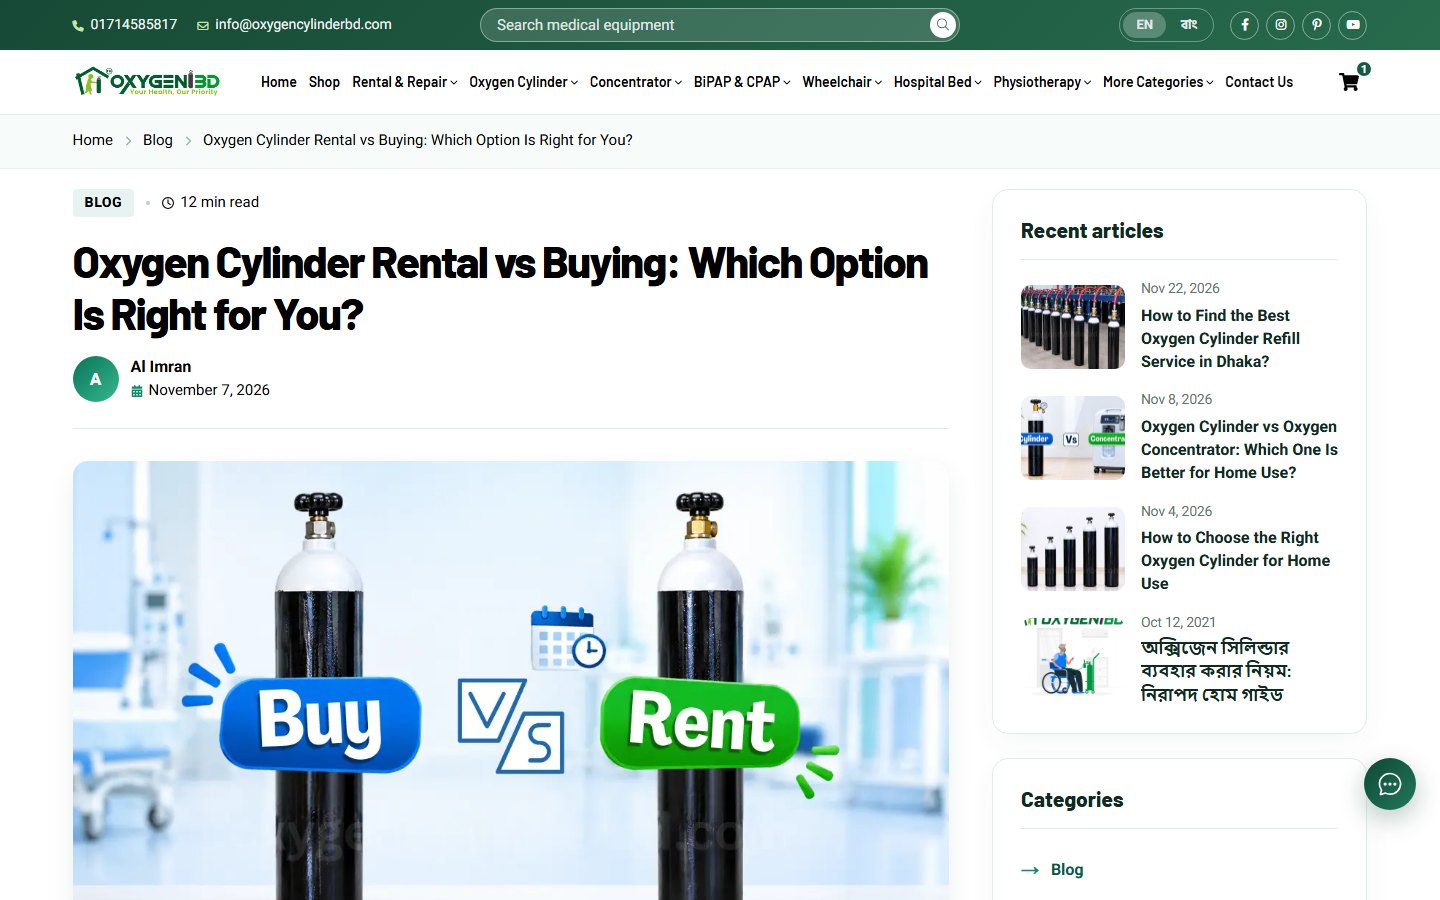 01714585817
info@oxygencylinderbd.com
Search medical equipment
EN
বাং
OXYGEN BD
Your Health, Our Priority
Home
Shop
Rental & Repair
Oxygen Cylinder
Concentrator
BiPAP & CPAP
Wheelchair
Hospital Bed
Physiotherapy
More Categories
Contact Us
1
Home
Blog
Oxygen Cylinder Rental vs Buying: Which Option Is Right for You?
BLOG
12 min read
Oxygen Cylinder Rental vs Buying: Which Option
Is Right for You?
A
Al Imran
November 7, 2026
Buy
VS
Rent
Recent articles
Nov 22, 2026
How to Find the Best
Oxygen Cylinder Refill
Service in Dhaka?
Cylinder
Vs
Concentra
Nov 8, 2026
Oxygen Cylinder vs Oxygen
Concentrator: Which One Is
Better for Home Use?
Nov 4, 2026
How to Choose the Right
Oxygen Cylinder for Home
Use
Oct 12, 2021
অক্সিজেন সিলিন্ডার
ব্যবহার করার নিয়ম:
নিরাপদ হোম গাইড
Categories
Blog